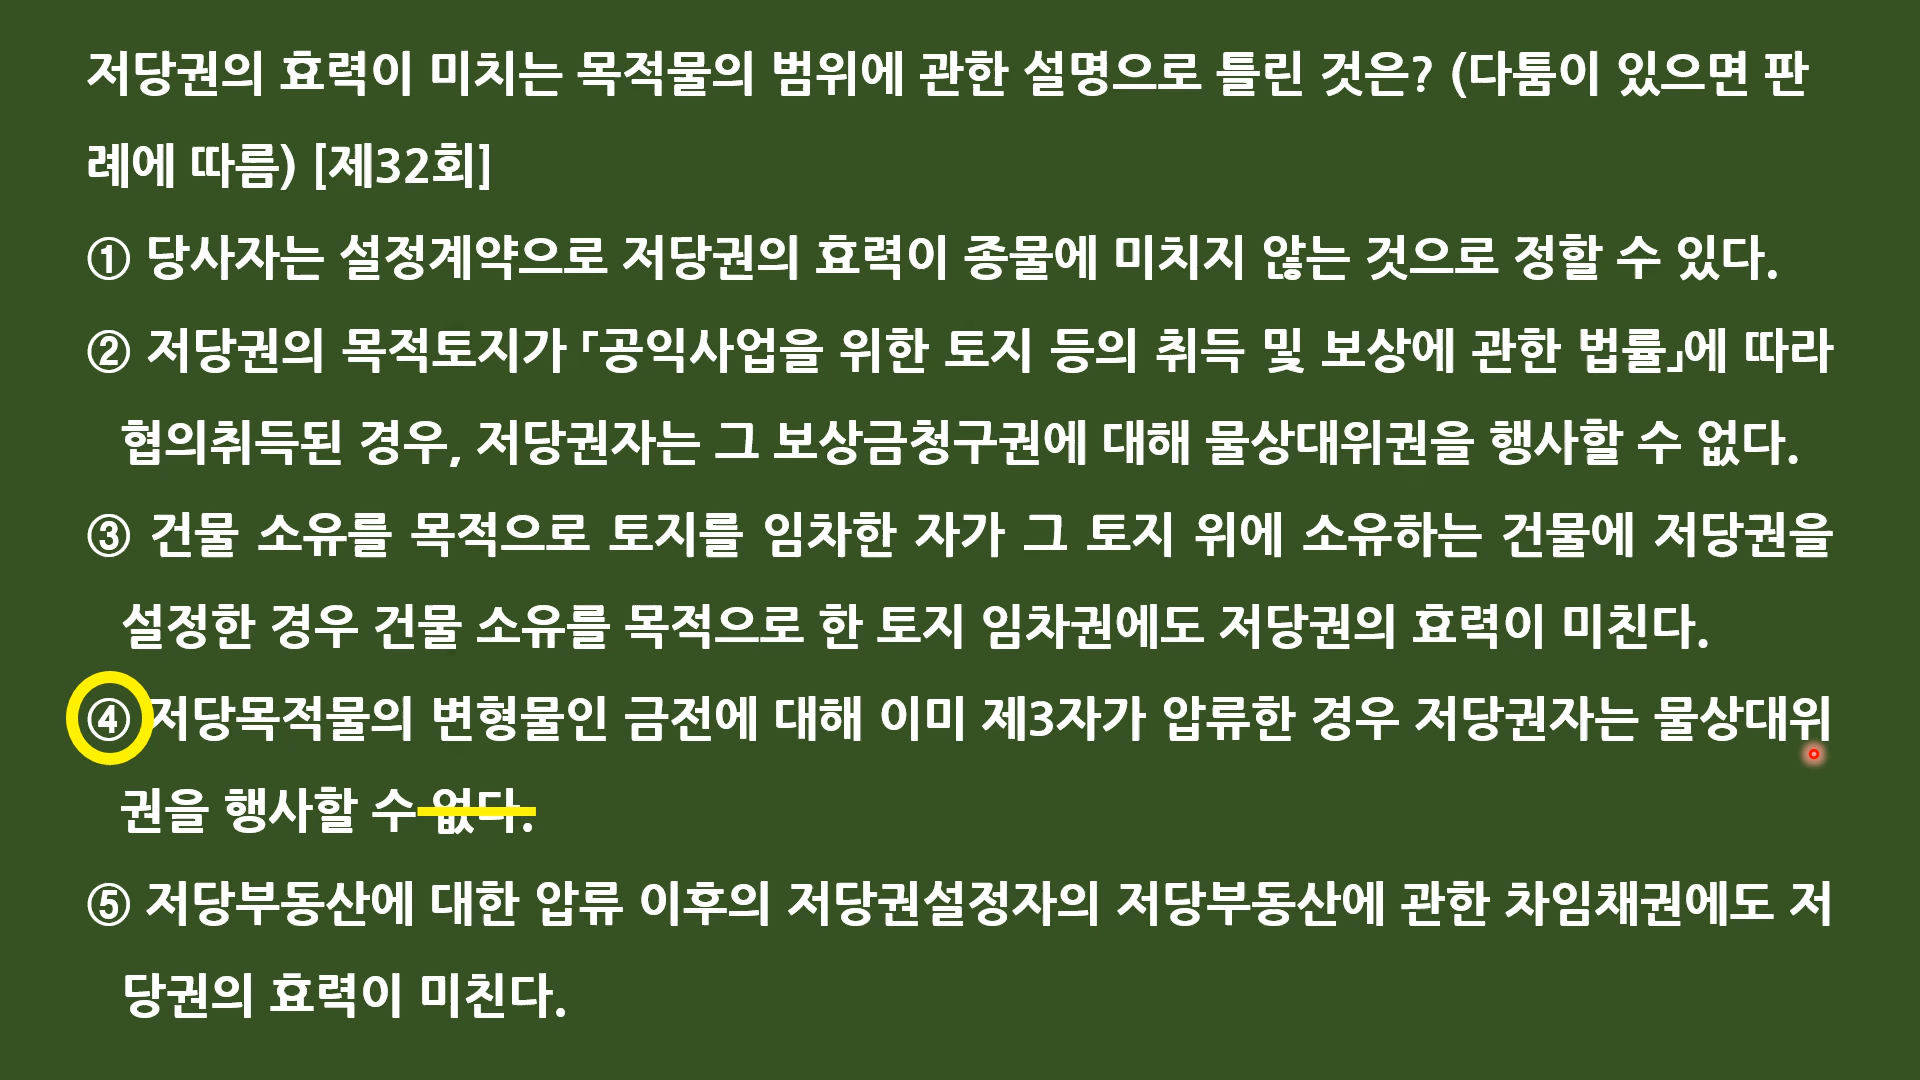 저당권의 효력이 미치는 목적물의 범위에 관한 설명으로 틀린 것은? (다툼이 있으면 판
례에 따름) [제32회]
① 당사자는 설정계약으로 저당권의 효력이 종물에 미치지 않는 것으로 정할 수 있다.
② 저당권의 목적토지가 「공익사업을 위한 토지 등의 취득 및 보상에 관한 법률」에 따라
협의취득된 경우, 저당권자는 그 보상금청구권에 대해 물상대위권을 행사할 수 없다.
③ 건물 소유를 목적으로 토지를 임차한 자가 그 토지 위에 소유하는 건물에 저당권을
설정한 경우 건물 소유를 목적으로 한 토지 임차권에도 저당권의 효력이 미친다.
④ 저당목적물의 변형물인 금전에 대해 이미 제3자가 압류한 경우 저당권자는 물상대위
권을 행사할 수 없다.
⑤ 저당부동산에 대한 압류 이후의 저당권설정자의 저당부동산에 관한 차임채권에도 저
당권의 효력이 미친다.